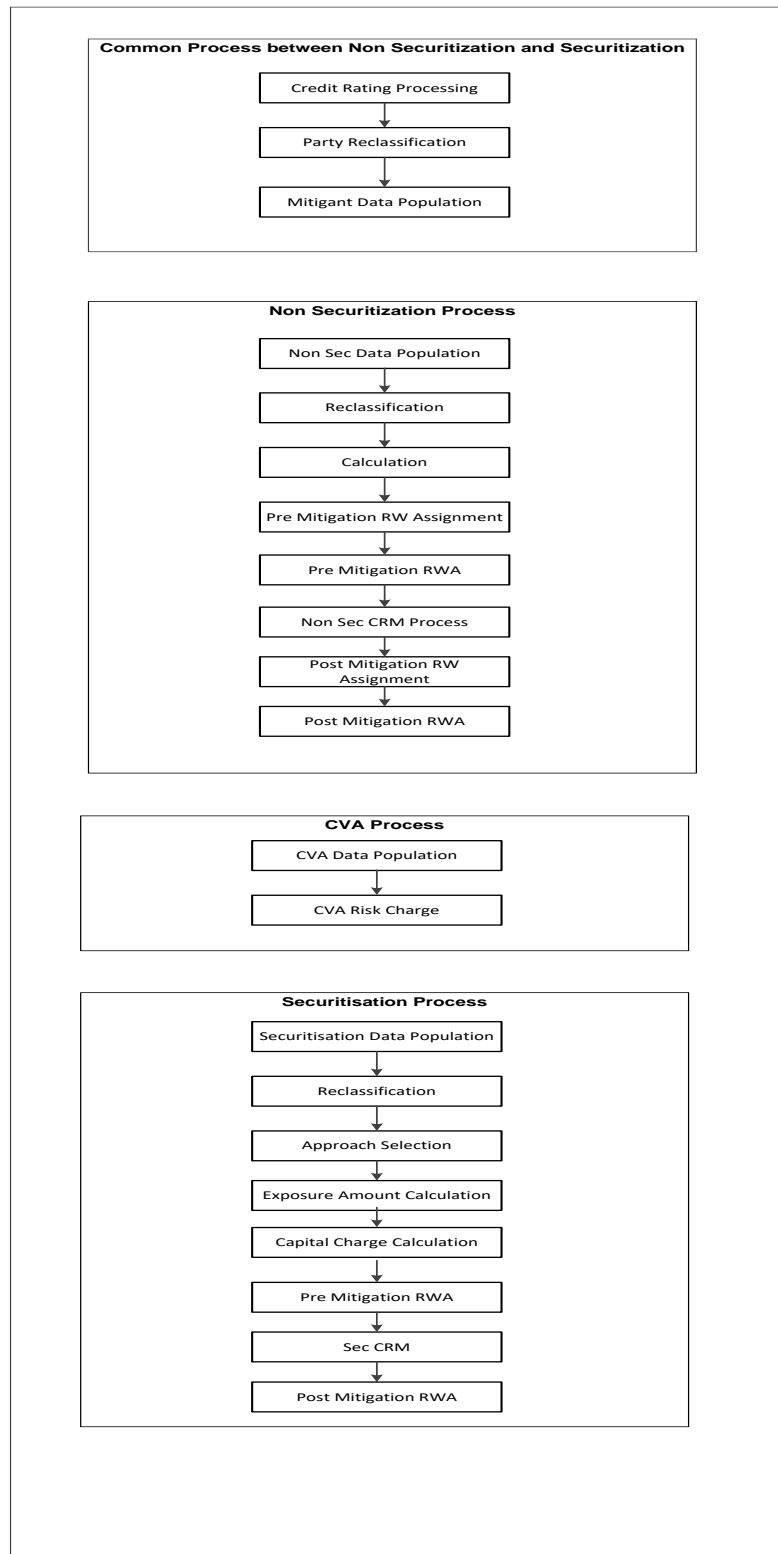 Common Process between Non Securitization and Securitization
Credit Rating Processing
Party Reclassification
Mitigant Data Population
Non Securitization Process
Non Sec Data Population
Reclassification
Calculation
Pre Mitigation RW Assignment
Pre Mitigation RWA
Non Sec CRM Process
Post Mitigation RW
Assignment
Post Mitigation RWA
CVA Process
CVA Data Population
CVA Risk Charge
Securitisation Process
Securitisation Data Population
Reclassification
Approach Selection
Exposure Amount Calculation
Capital Charge Calculation
Pre Mitigation RWA
Sec CRM
Post Mitigation RWA